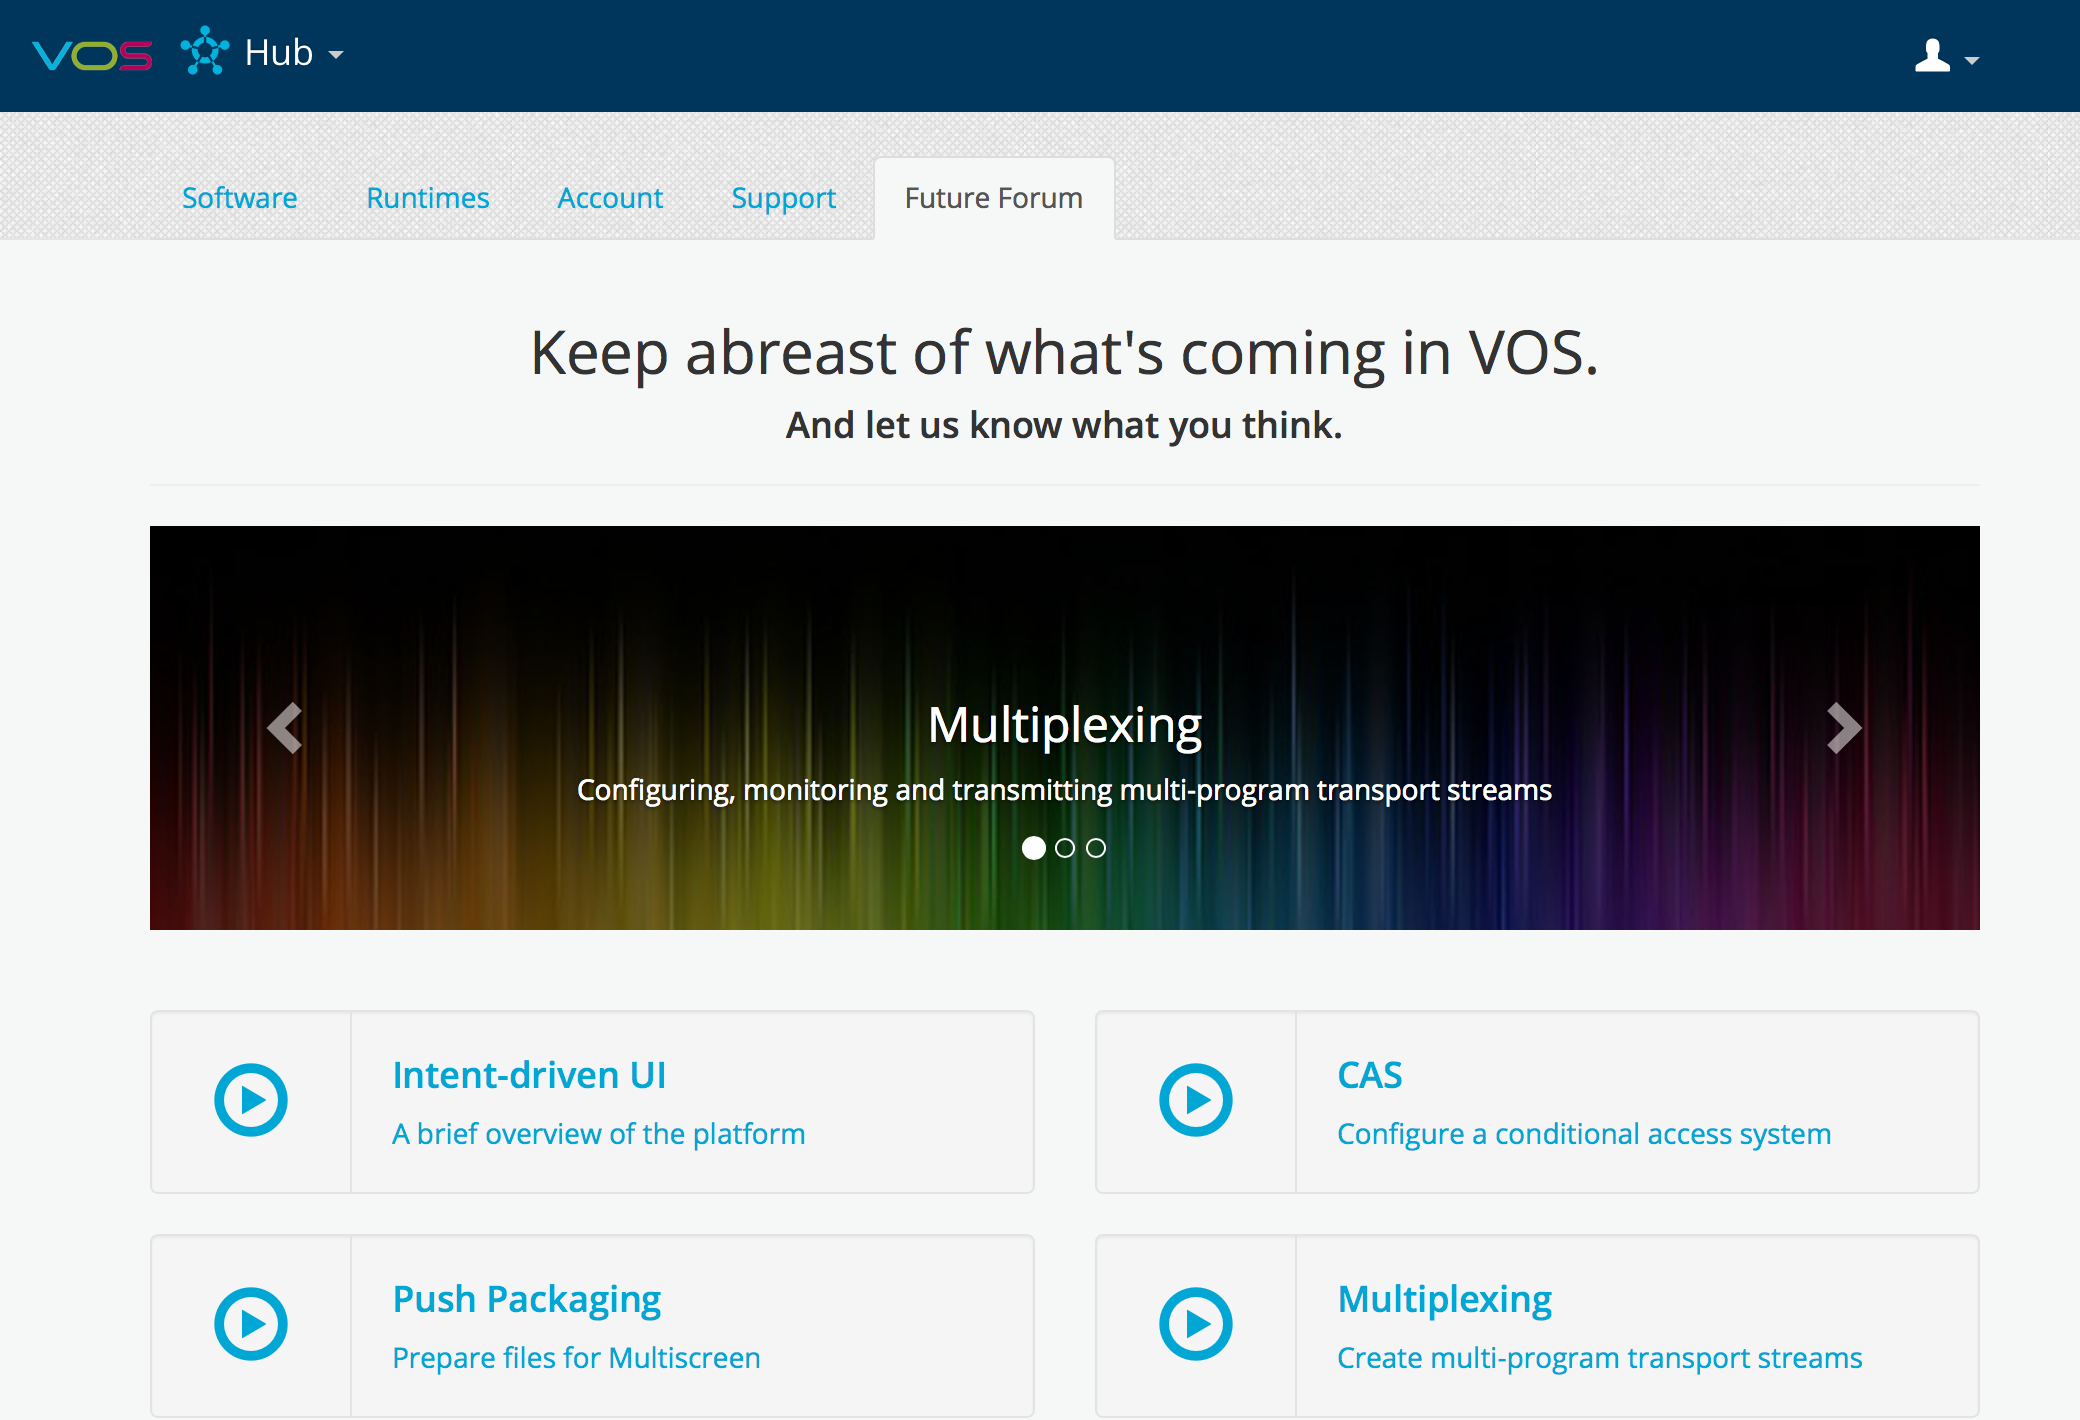 VOS Hub
Software Runtimes Account Support Future Forum
Keep abreast of what's coming in VOS.
And let us know what you think.
Multiplexing
Configuring, monitoring and transmitting multi-program transport streams
Intent-driven UI
A brief overview of the platform
CAS
Configure a conditional access system
Push Packaging
Prepare files for Multiscreen
Multiplexing
Create multi-program transport streams